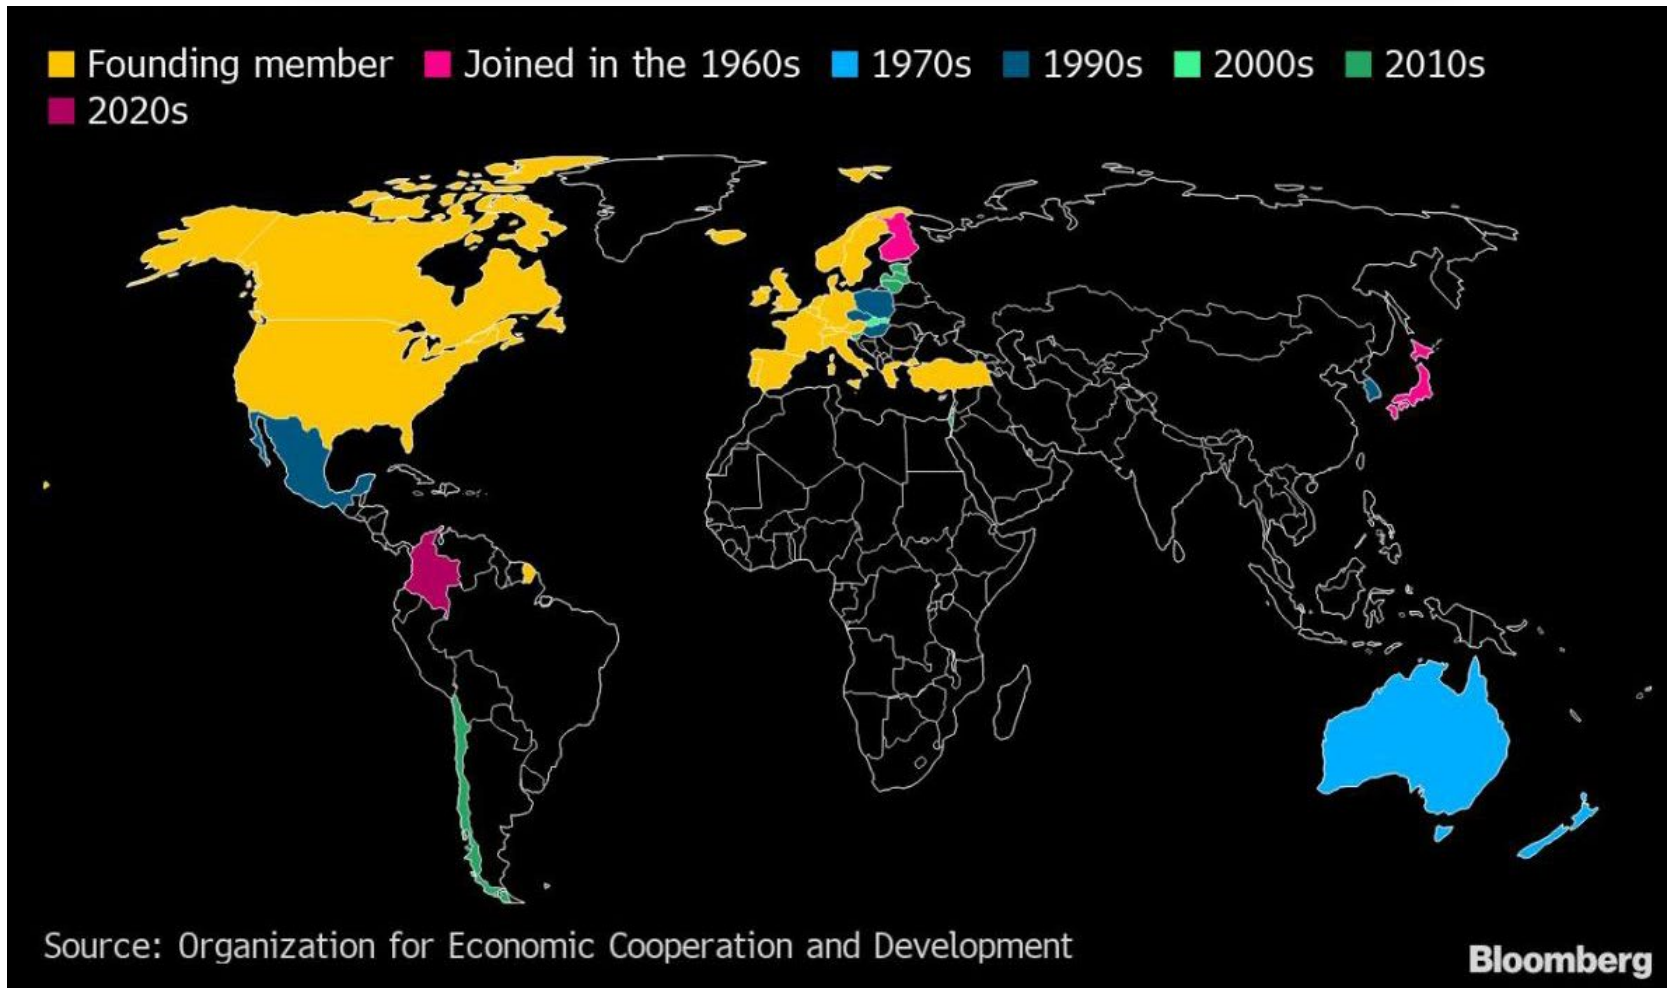 Founding member Joined in the 1960s 1970s 1990s 2000s 2010s
2020s
Source: Organization for Economic Cooperation and Development
Bloomberg